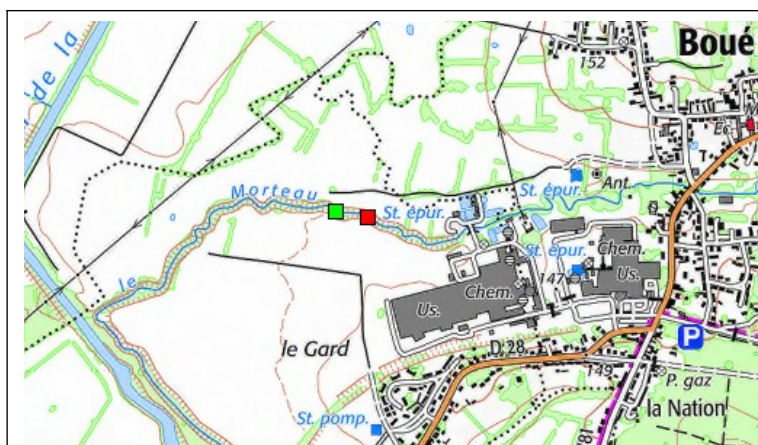 Boué
152
de la
Morteau
le
St. épur.
St. épur.
Ant.
St. épur.
Chem.
Us.
147
Chem.
Us.
le Gard
D 28
149
P
P. gaz
la Nation
St. pomp.